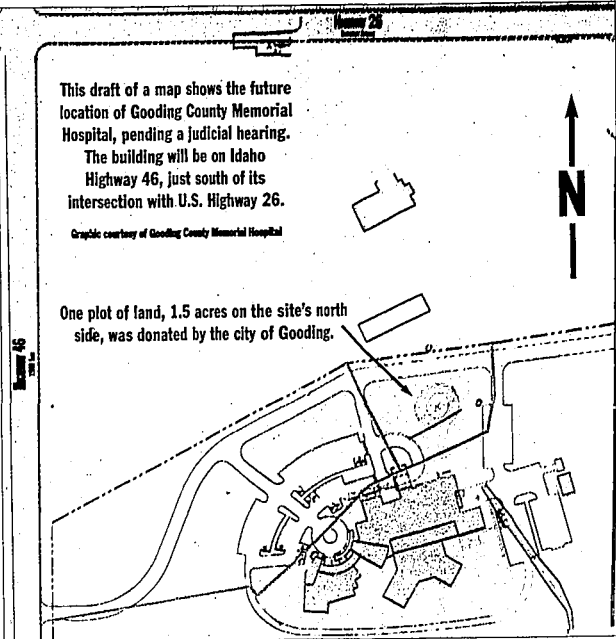 Highway 26
This draft of a map shows the future
location of Gooding County Memorial
Hospital, pending a judicial hearing.
The building will be on Idaho
Highway 46, just south of its
intersection with U.S. Highway 26.
Graphic courtesy of Gooding County Memorial Hospital
N
One plot of land, 1.5 acres on the site's north
side, was donated by the city of Gooding.
Highway 46